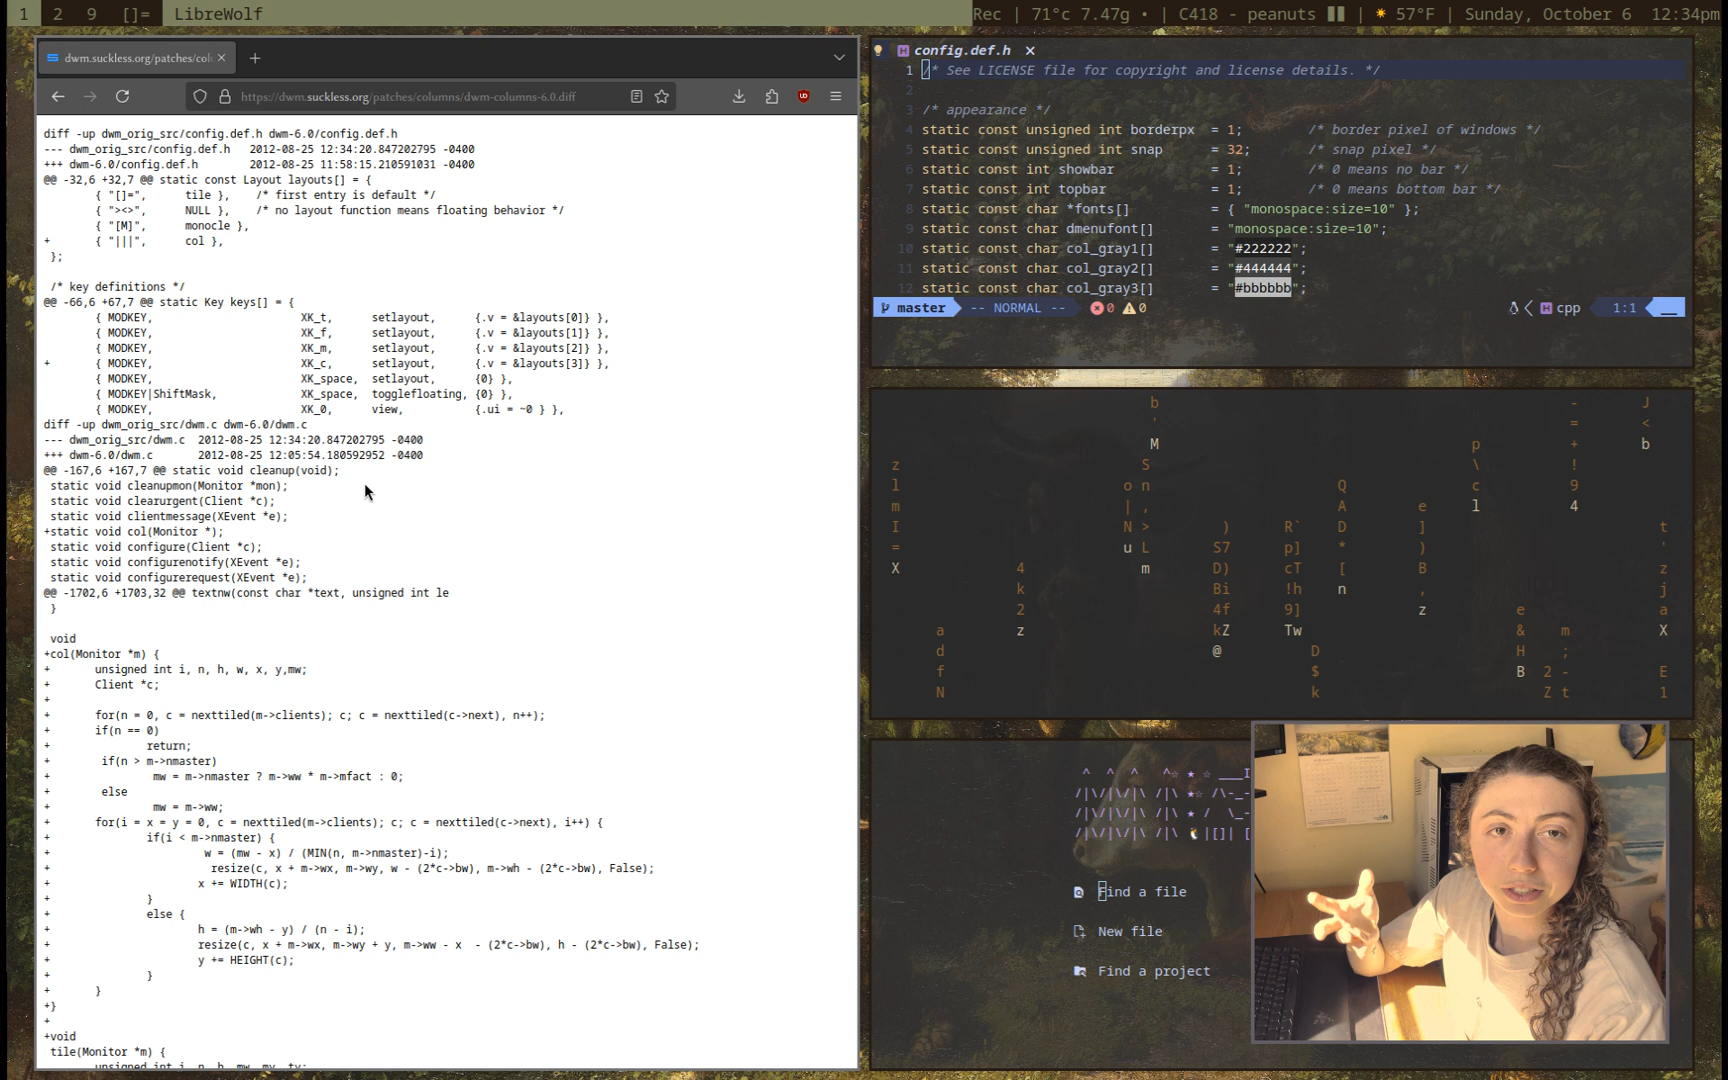 1 2 9 []= LibreWolf Rec | 71°c 7.47g • | C418 - peanuts ▮▮ | ☀ 57°F | Sunday, October 6 12:34pm
dwm.suckless.org/patches/col
https://dwm.suckless.org/patches/columns/dwm-columns-6.0.diff
diff -up dwm_orig_src/config.def.h dwm-6.0/config.def.h
--- dwm_orig_src/config.def.h 2012-08-25 12:34:20.847202795 -0400
+++ dwm-6.0/config.def.h 2012-08-25 11:58:15.210591031 -0400
@@ -32,6 +32,7 @@ static const Layout layouts[] = {
{ "[]=", tile }, /* first entry is default */
{ "><>", NULL }, /* no layout function means floating behavior */
{ "[M]", monocle },
+ { "|||", col },
};
/* key definitions */
@@ -66,6 +67,7 @@ static Key keys[] = {
{ MODKEY, XK_t, setlayout, {.v = &layouts[0]} },
{ MODKEY, XK_f, setlayout, {.v = &layouts[1]} },
{ MODKEY, XK_m, setlayout, {.v = &layouts[2]} },
+ { MODKEY, XK_c, setlayout, {.v = &layouts[3]} },
{ MODKEY, XK_space, setlayout, {0} },
{ MODKEY|ShiftMask, XK_space, togglefloating, {0} },
{ MODKEY, XK_0, view, {.ui = ~0 } },
diff -up dwm_orig_src/dwm.c dwm-6.0/dwm.c
--- dwm_orig_src/dwm.c 2012-08-25 12:34:20.847202795 -0400
+++ dwm-6.0/dwm.c 2012-08-25 12:05:54.180592952 -0400
@@ -167,6 +167,7 @@ static void cleanup(void);
static void cleanupmon(Monitor *mon);
static void clearurgent(Client *c);
static void clientmessage(XEvent *e);
+static void col(Monitor *);
static void configure(Client *c);
static void configurenotify(XEvent *e);
static void configurerequest(XEvent *e);
@@ -1702,6 +1703,32 @@ textnw(const char *text, unsigned int le
}
void
+col(Monitor *m) {
+ unsigned int i, n, h, w, x, y,mw;
+ Client *c;
+
+ for(n = 0, c = nexttiled(m->clients); c; c = nexttiled(c->next), n++);
+ if(n == 0)
+ return;
+ if(n > m->nmaster)
+ mw = m->nmaster ? m->ww * m->mfact : 0;
+ else
+ mw = m->ww;
+ for(i = x = y = 0, c = nexttiled(m->clients); c; c = nexttiled(c->next), i++) {
+ if(i < m->nmaster) {
+ w = (mw - x) / (MIN(n, m->nmaster)-i);
+ resize(c, x + m->wx, m->wy, w - (2*c->bw), m->wh - (2*c->bw), False);
+ x += WIDTH(c);
+ }
+ else {
+ h = (m->wh - y) / (n - i);
+ resize(c, x + m->wx, m->wy + y, m->ww - x - (2*c->bw), h - (2*c->bw), False);
+ y += HEIGHT(c);
+ }
+ }
+}
+
+void
tile(Monitor *m) {
unsigned int i, n, h, mw, my, ty;
config.def.h
1 /* See LICENSE file for copyright and license details. */
2
3 /* appearance */
4 static const unsigned int borderpx = 1; /* border pixel of windows */
5 static const unsigned int snap = 32; /* snap pixel */
6 static const int showbar = 1; /* 0 means no bar */
7 static const int topbar = 1; /* 0 means bottom bar */
8 static const char *fonts[] = { "monospace:size=10" };
9 static const char dmenufont[] = "monospace:size=10";
10 static const char col_gray1[] = "#222222";
11 static const char col_gray2[] = "#444444";
12 static const char col_gray3[] = "#bbbbbb";
master -- NORMAL -- 0 0 cpp 1:1
Find a file
New file
Find a project